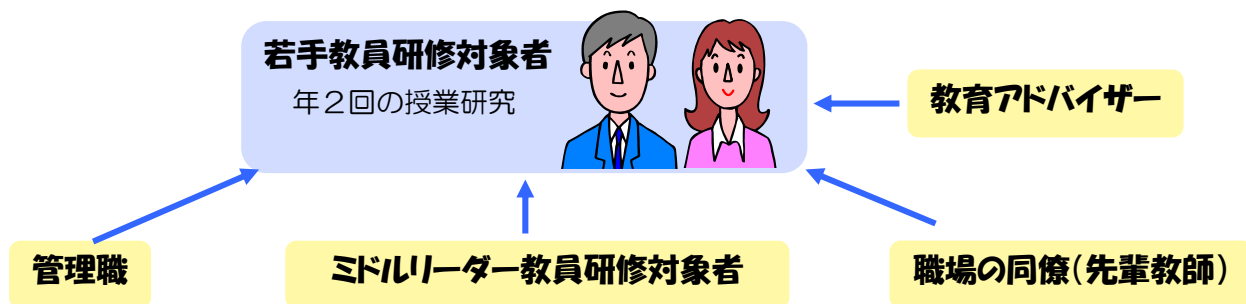 若手教員研修対象者
年２回の授業研究
教育アドバイザー
管理職
ミドルリーダー教員研修対象者
職場の同僚（先輩教師）